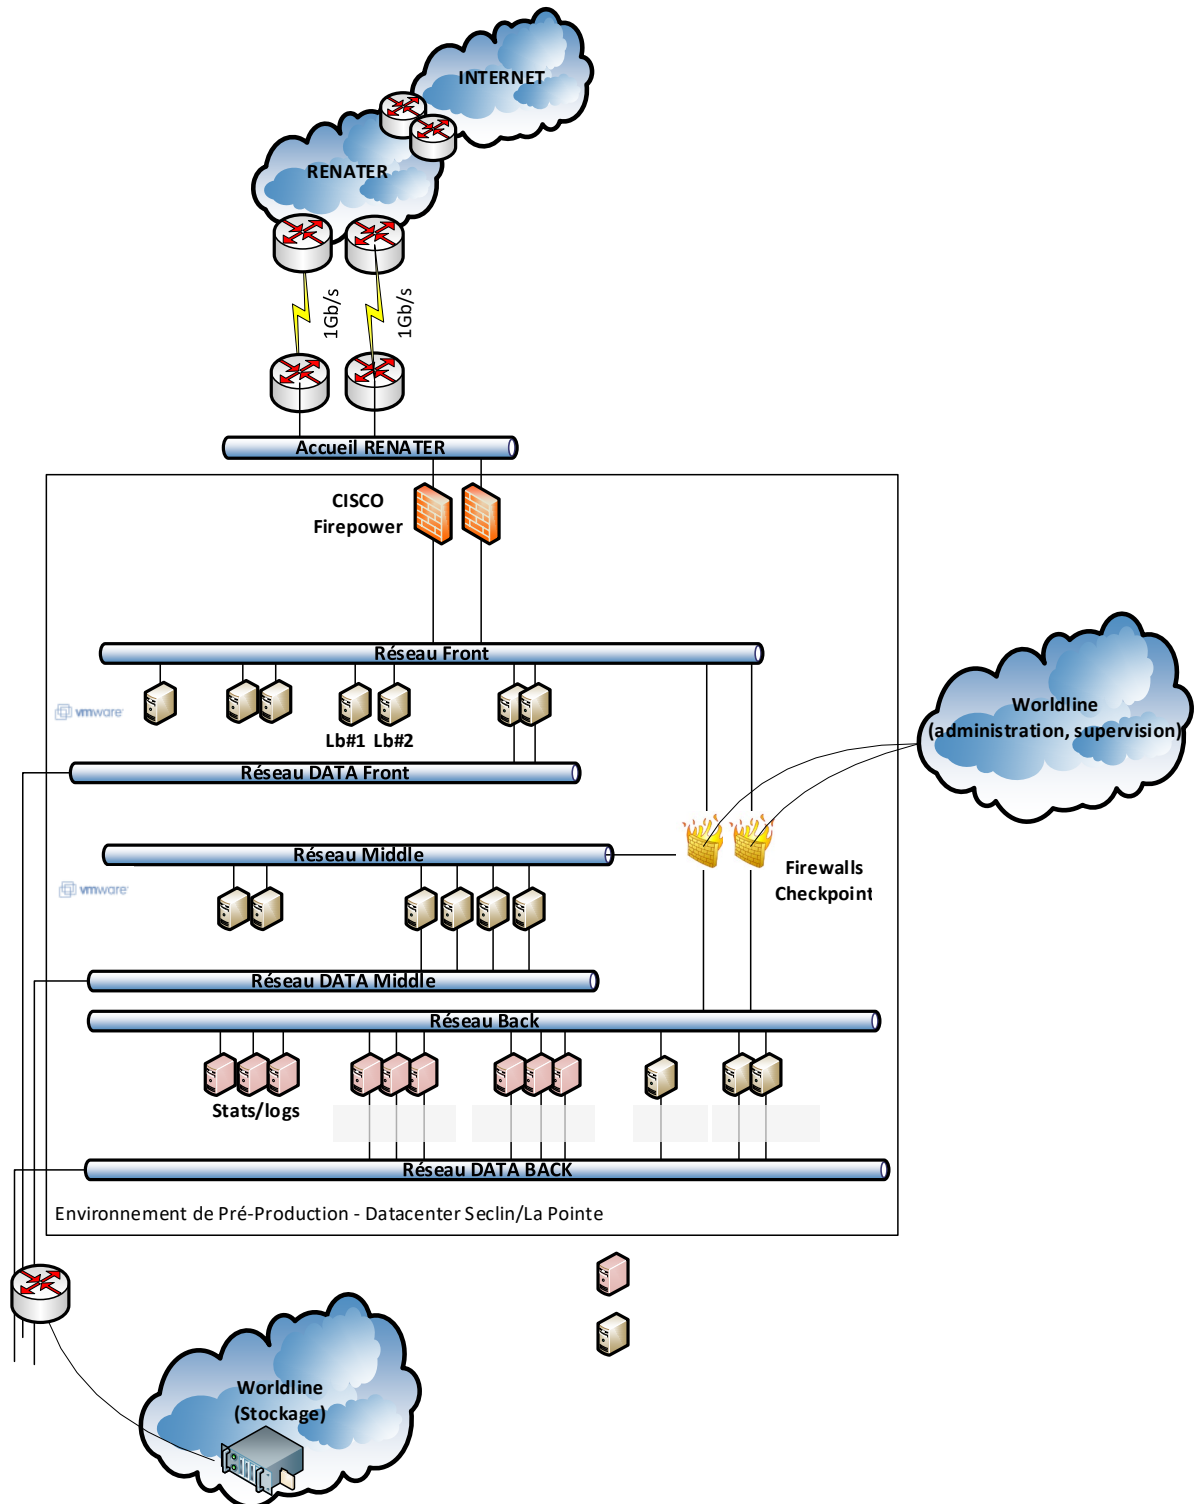 INTERNET
RENATER
1Gb/s
1Gb/s
Accueil RENATER
CISCO
Firepower
Réseau Front
vmware
Lb#1 Lb#2
Réseau DATA Front
Worldline
(administration, supervision)
Réseau Middle
vmware
Firewalls
Checkpoint
Réseau DATA Middle
Réseau Back
Stats/logs
Réseau DATA BACK
Environnement de Pré-Production - Datacenter Seclin/La Pointe
Worldline
(Stockage)